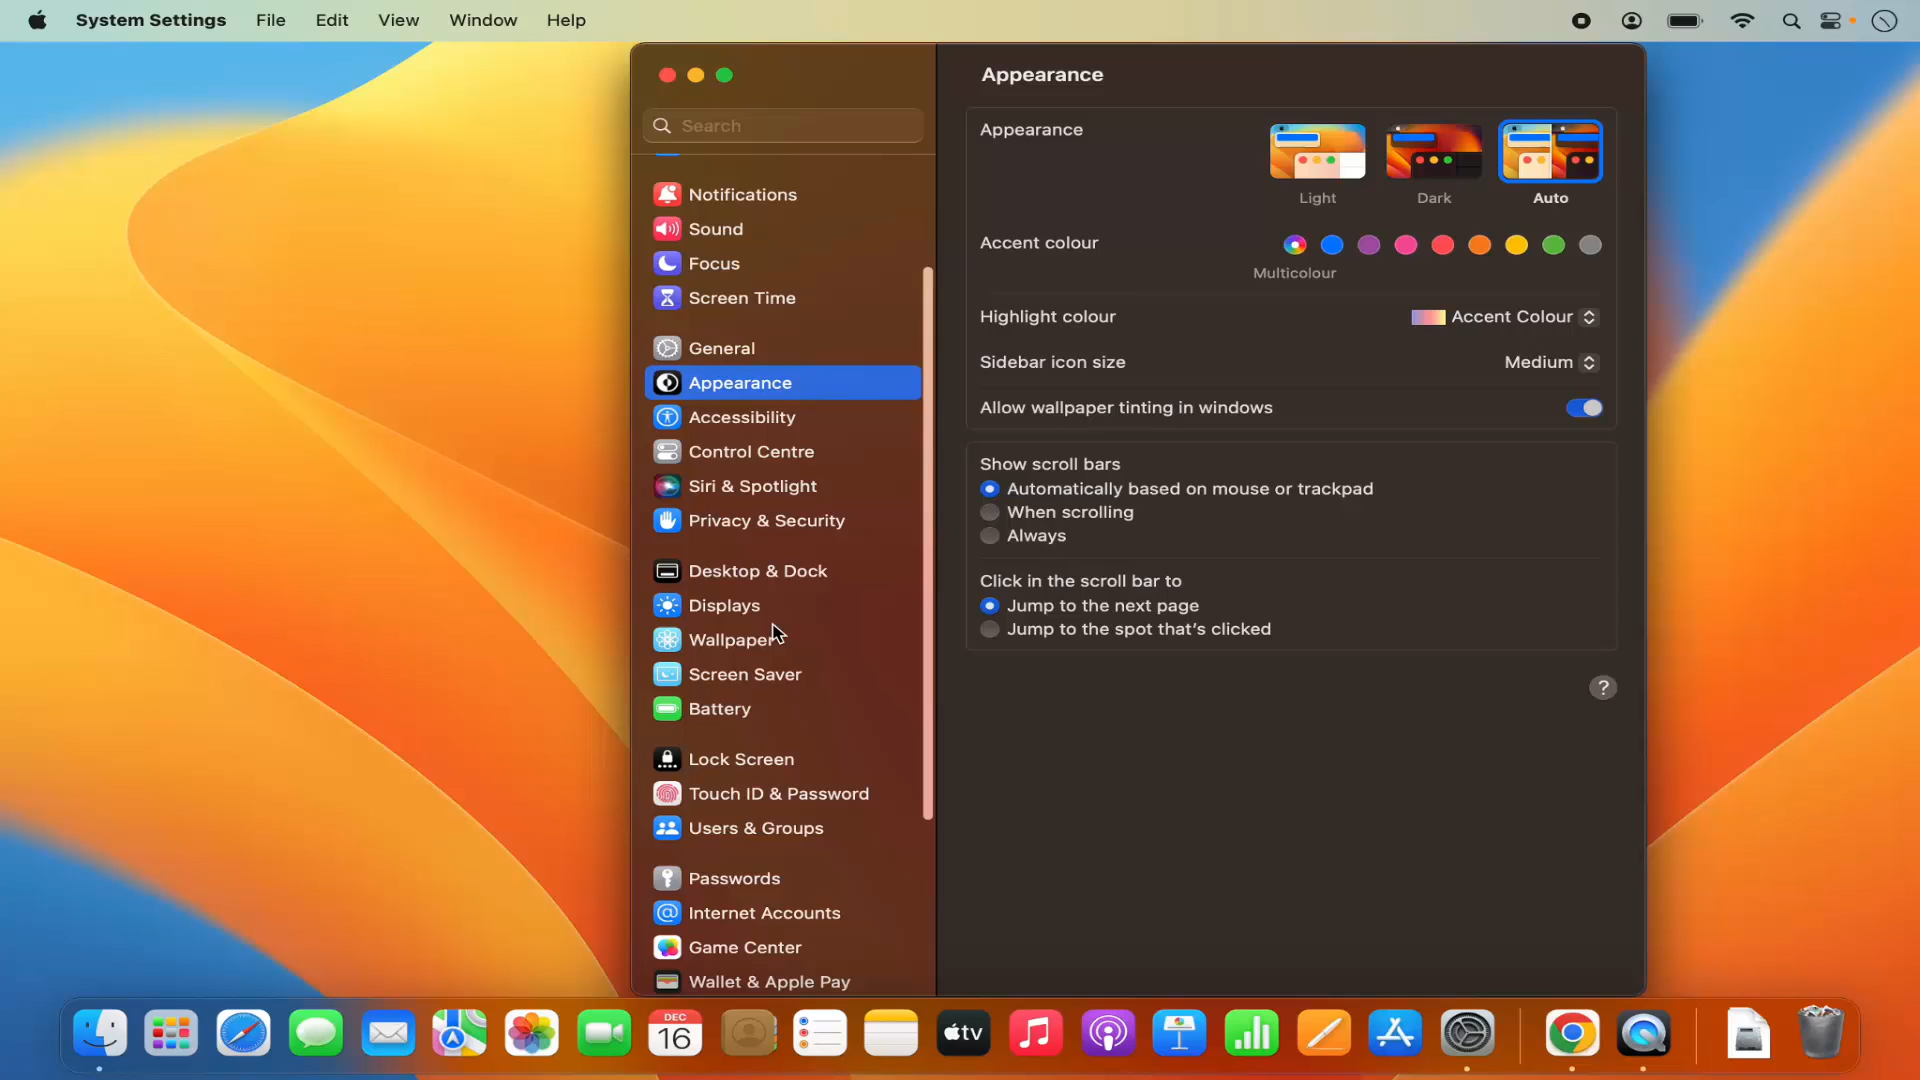 System Settings File Edit View Window Help
Appearance
Search
Notifications
Sound
Focus
Screen Time
General
Appearance
Accessibility
Control Centre
Siri & Spotlight
Privacy & Security
Desktop & Dock
Displays
Wallpaper
Screen Saver
Battery
Lock Screen
Touch ID & Password
Users & Groups
Passwords
Internet Accounts
Game Center
Wallet & Apple Pay
Appearance
Light Dark Auto
Accent colour
Multicolour
Highlight colour Accent Colour
Sidebar icon size Medium
Allow wallpaper tinting in windows
Show scroll bars
Automatically based on mouse or trackpad
When scrolling
Always
Click in the scroll bar to
Jump to the next page
Jump to the spot that's clicked
?
DEC
16
tv